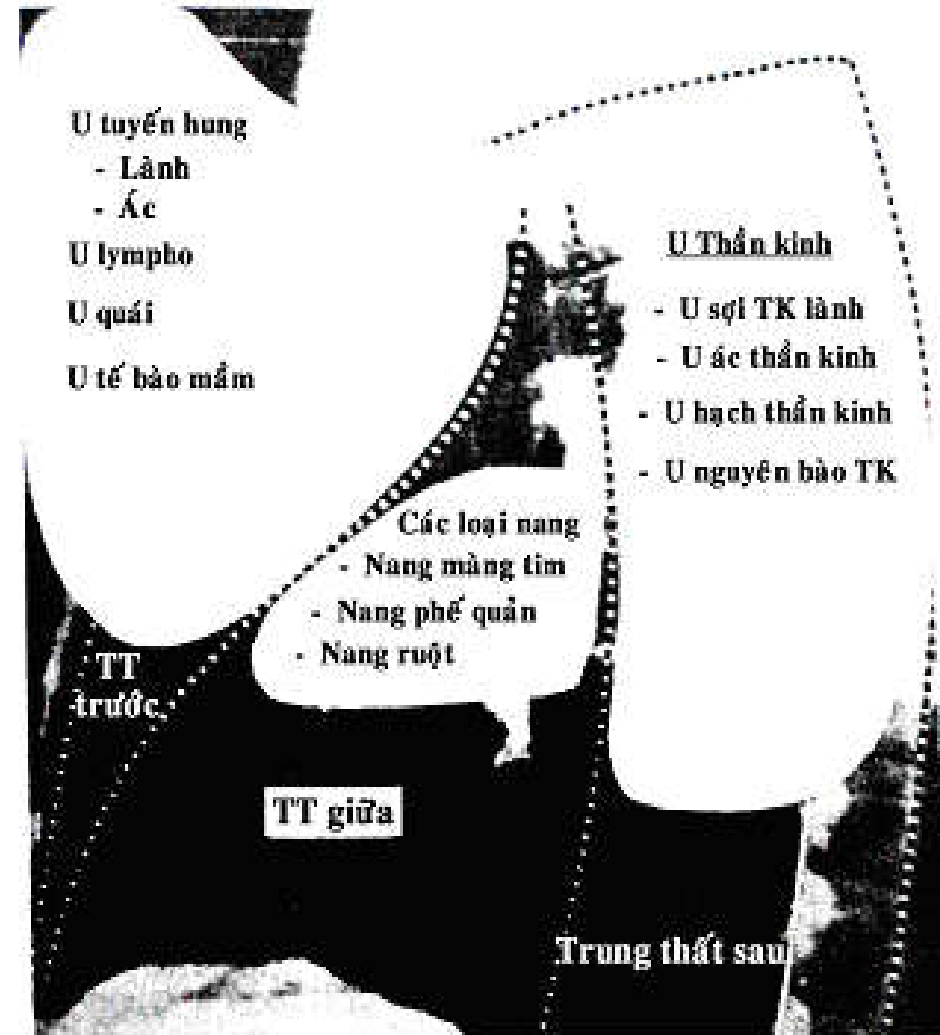 U tuyến hung
- Lành
- Ác
U lympho
U quái
U tế bào mầm
TT
trước
Các loại nang
- Nang màng tim
- Nang phế quản
- Nang ruột
TT giữa
U Thần kinh
- U sợi TK lành
- U ác thần kinh
- U hạch thần kinh
- U nguyên bào TK
Trung thất sau